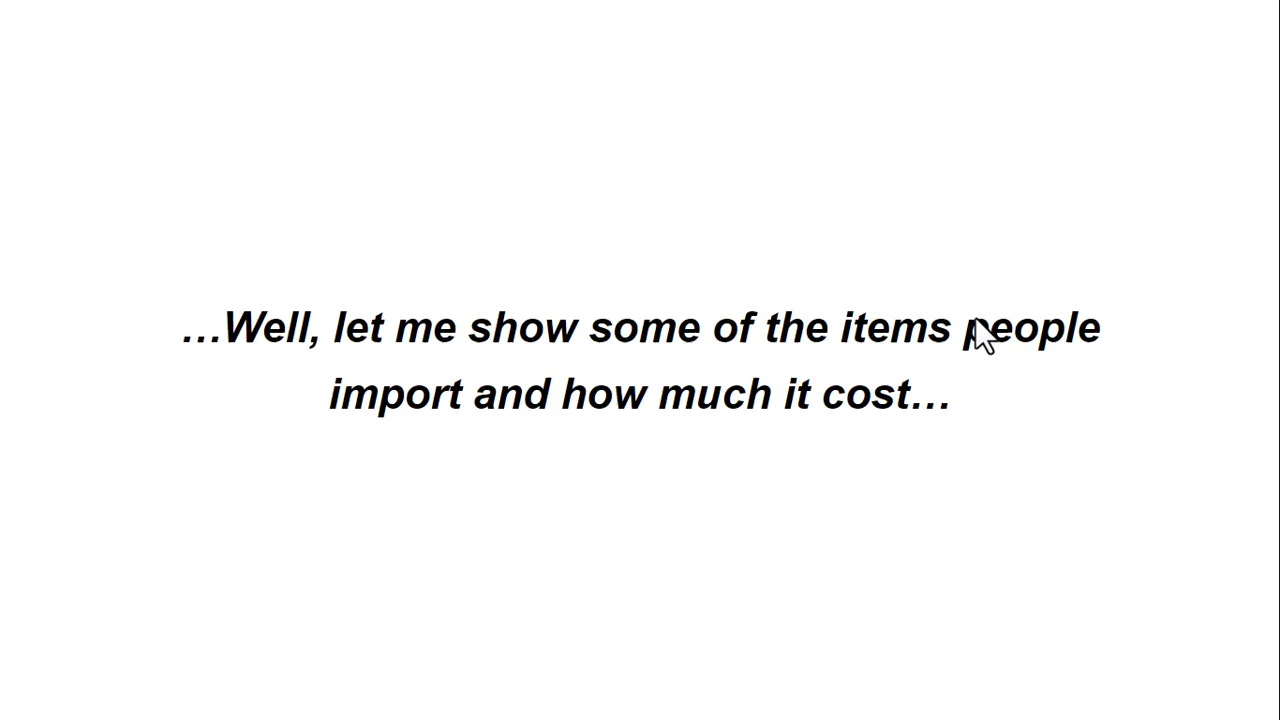 …Well, let me show some of the items people
import and how much it cost…